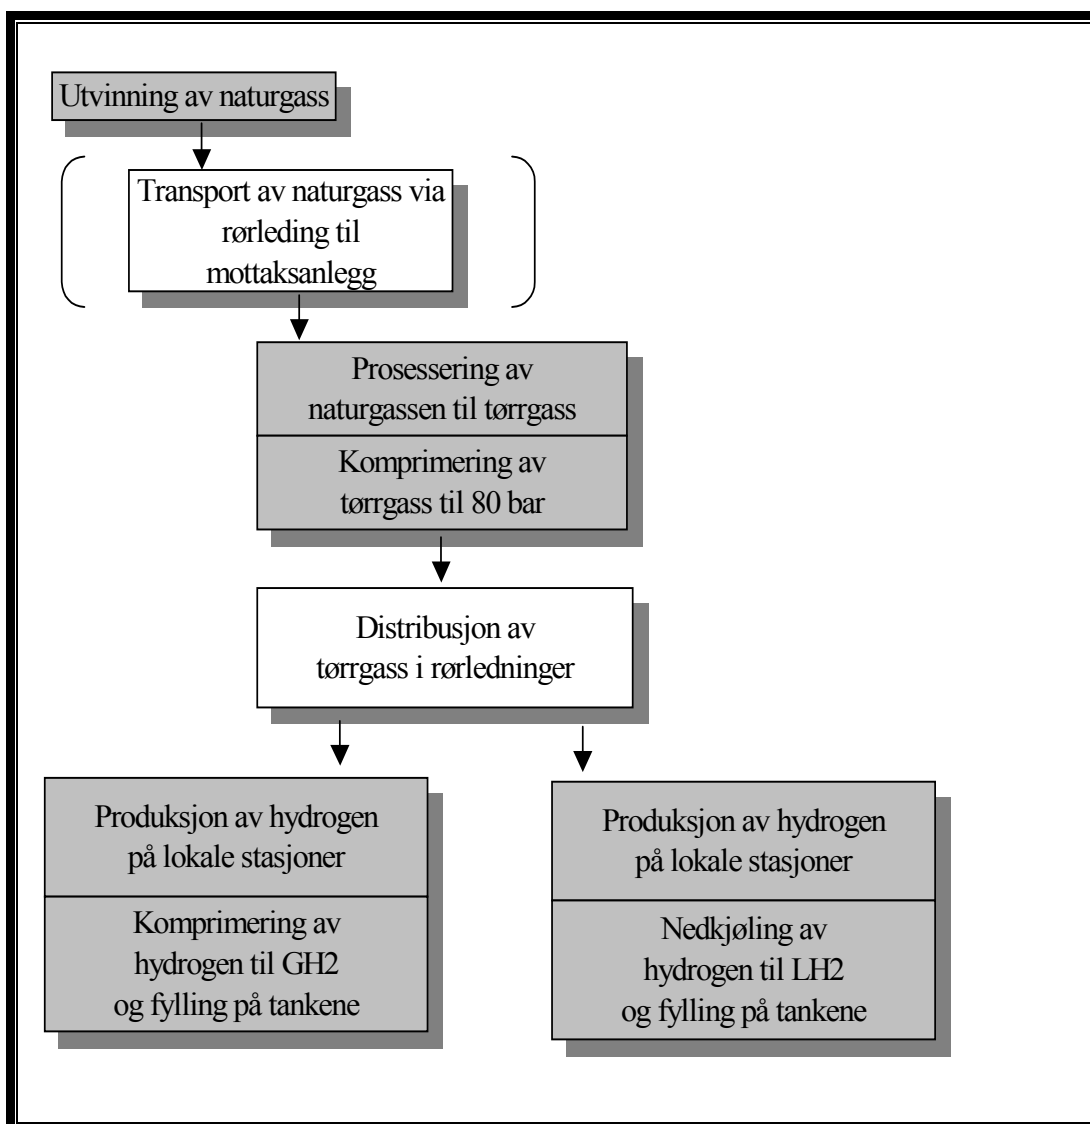 Utvinning av naturgass
Transport av naturgass via
rørleding til
mottaksanlegg
Prosessering av
naturgassen til tørrgass
Komprimering av
tørrgass til 80 bar
Distribusjon av
tørrgass i rørledninger
Produksjon av hydrogen
på lokale stasjoner
Komprimering av
hydrogen til GH2
og fylling på tankene
Produksjon av hydrogen
på lokale stasjoner
Nedkjøling av
hydrogen til LH2
og fylling på tankene